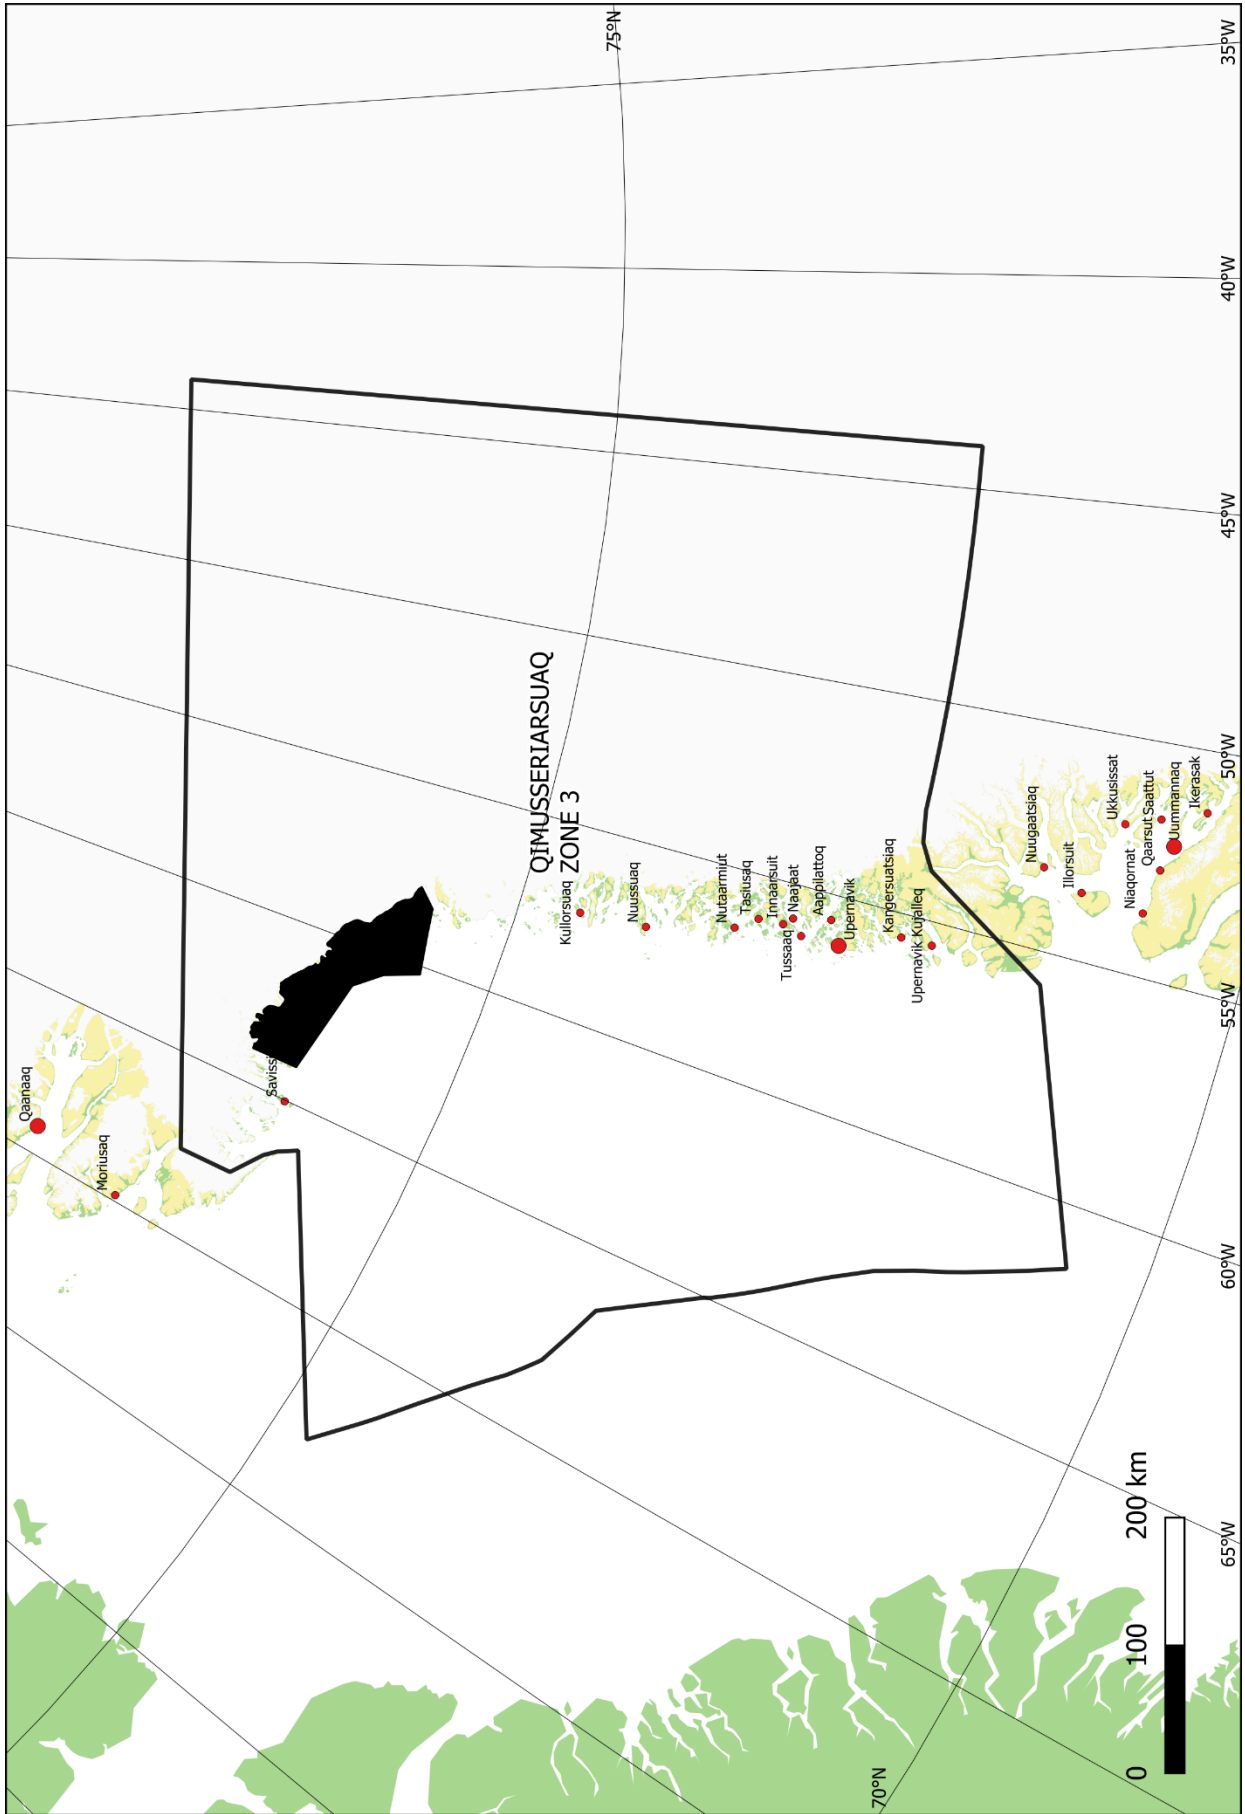 75°N
35°W
40°W
45°W
50°W
55°W
60°W
65°W
70°N
QIMUSSERIARSUAQ
ZONE 3
Qaanaaq
Moriusaq
Saviss
Kullorsuaq
Nuussuaq
Nutaarmiut
Tasiusaq
Innaarsuit
Naajaat
Tussaaq
Aappilattoq
Upernavik
Kangersuatsiaq
Upernavik Kujalleq
Nuugaatsiaq
Illorsuit
Ukkusissat
Niaqornat
Qaarsut
Saattut
Uummannaq
Ikerasak
0 100 200 km